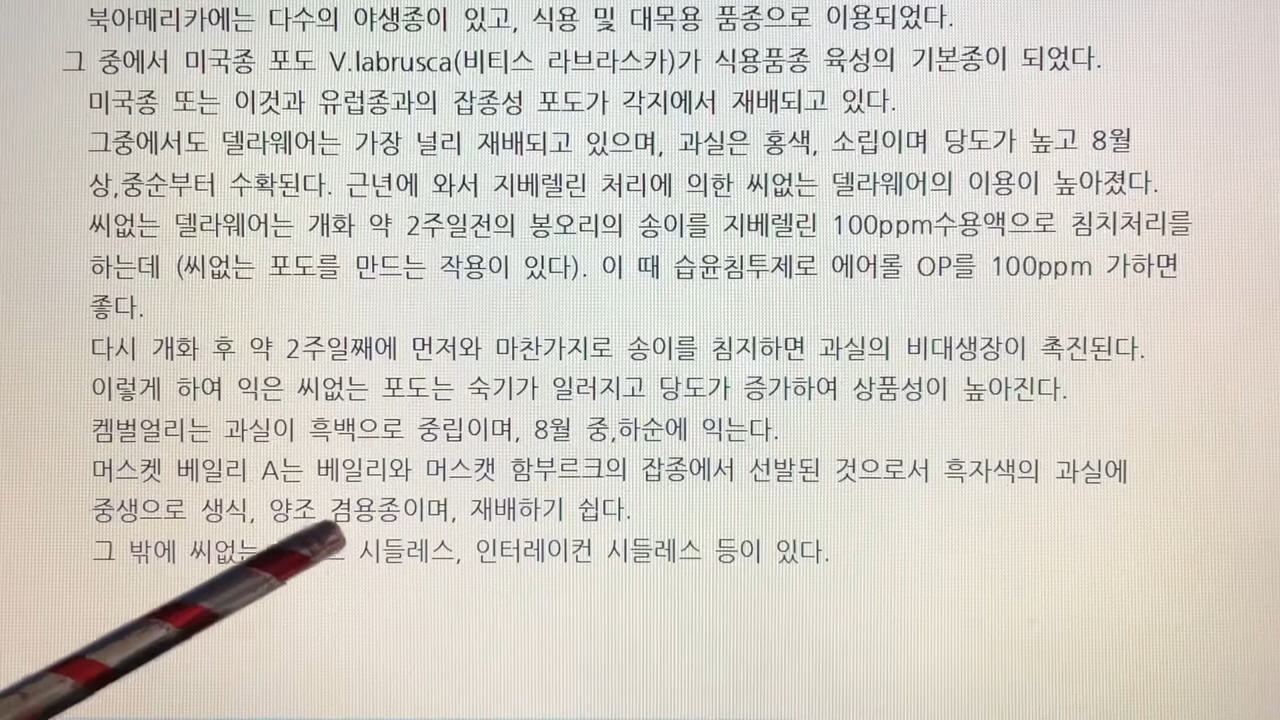 북아메리카에는 다수의 야생종이 있고, 식용 및 대목용 품종으로 이용되었다.
그 중에서 미국종 포도 V.labrusca(비티스 라브라스카)가 식용품종 육성의 기본종이 되었다.
미국종 또는 이것과 유럽종과의 잡종성 포도가 각지에서 재배되고 있다.
그중에서도 델라웨어는 가장 널리 재배되고 있으며, 과실은 홍색, 소립이며 당도가 높고 8월
상,중순부터 수확된다. 근년에 와서 지베렐린 처리에 의한 씨없는 델라웨어의 이용이 높아졌다.
씨없는 델라웨어는 개화 약 2주일전의 봉오리의 송이를 지베렐린 100ppm수용액으로 침치처리를
하는데 (씨없는 포도를 만드는 작용이 있다). 이 때 습윤침투제로 에어롤 OP를 100ppm 가하면
좋다.
다시 개화 후 약 2주일째에 먼저와 마찬가지로 송이를 침지하면 과실의 비대생장이 촉진된다.
이렇게 하여 익은 씨없는 포도는 숙기가 일러지고 당도가 증가하여 상품성이 높아진다.
켐벌얼리는 과실이 흑백으로 중립이며, 8월 중,하순에 익는다.
머스켓 베일리 A는 베일리와 머스캣 함부르크의 잡종에서 선발된 것으로서 흑자색의 과실에
중생으로 생식, 양조 겸용종이며, 재배하기 쉽다.
그 밖에 씨없는 시들레스, 인터레이컨 시들레스 등이 있다.